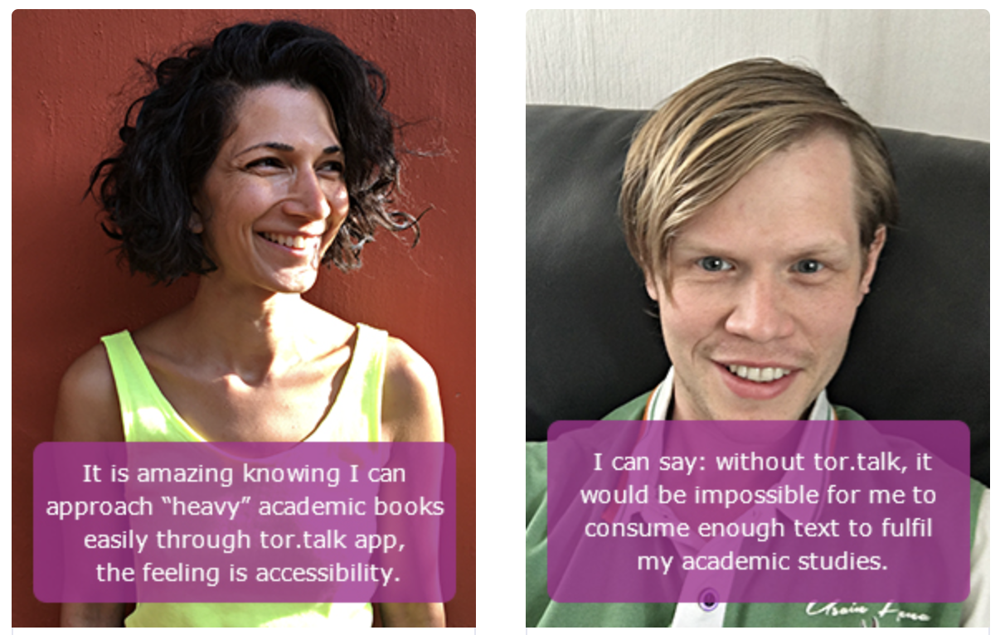 It is amazing knowing I can
approach “heavy” academic books
easily through tor.talk app,
the feeling is accessibility.
I can say: without tor.talk, it
would be impossible for me to
consume enough text to fulfil
my academic studies.